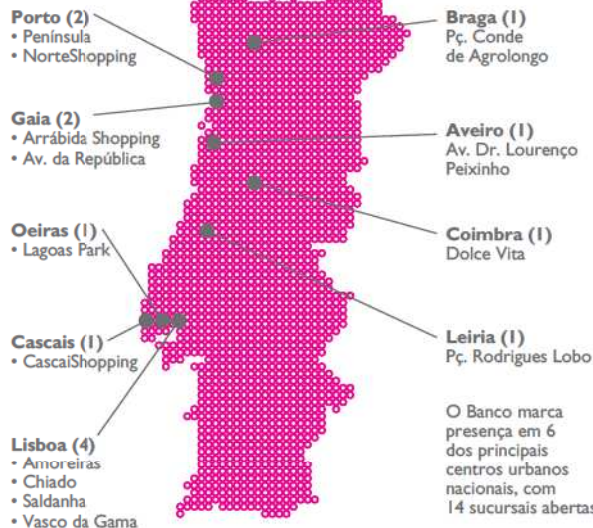 Porto (2)
• Península
• NorteShopping
Gaia (2)
• Arrábida Shopping
• Av. da República
Oeiras (1)
• Lagoas Park
Cascais (1)
• CascaiShopping
Lisboa (4)
• Amoreiras
• Chiado
• Saldanha
• Vasco da Gama
Braga (1)
Pç. Conde
de Agrolongo
Aveiro (1)
Av. Dr. Lourenço
Peixinho
Coimbra (1)
Dolce Vita
Leiria (1)
Pç. Rodrigues Lobo
O Banco marca
presença em 6
dos principais
centros urbanos
nacionais, com
14 sucursais abertas